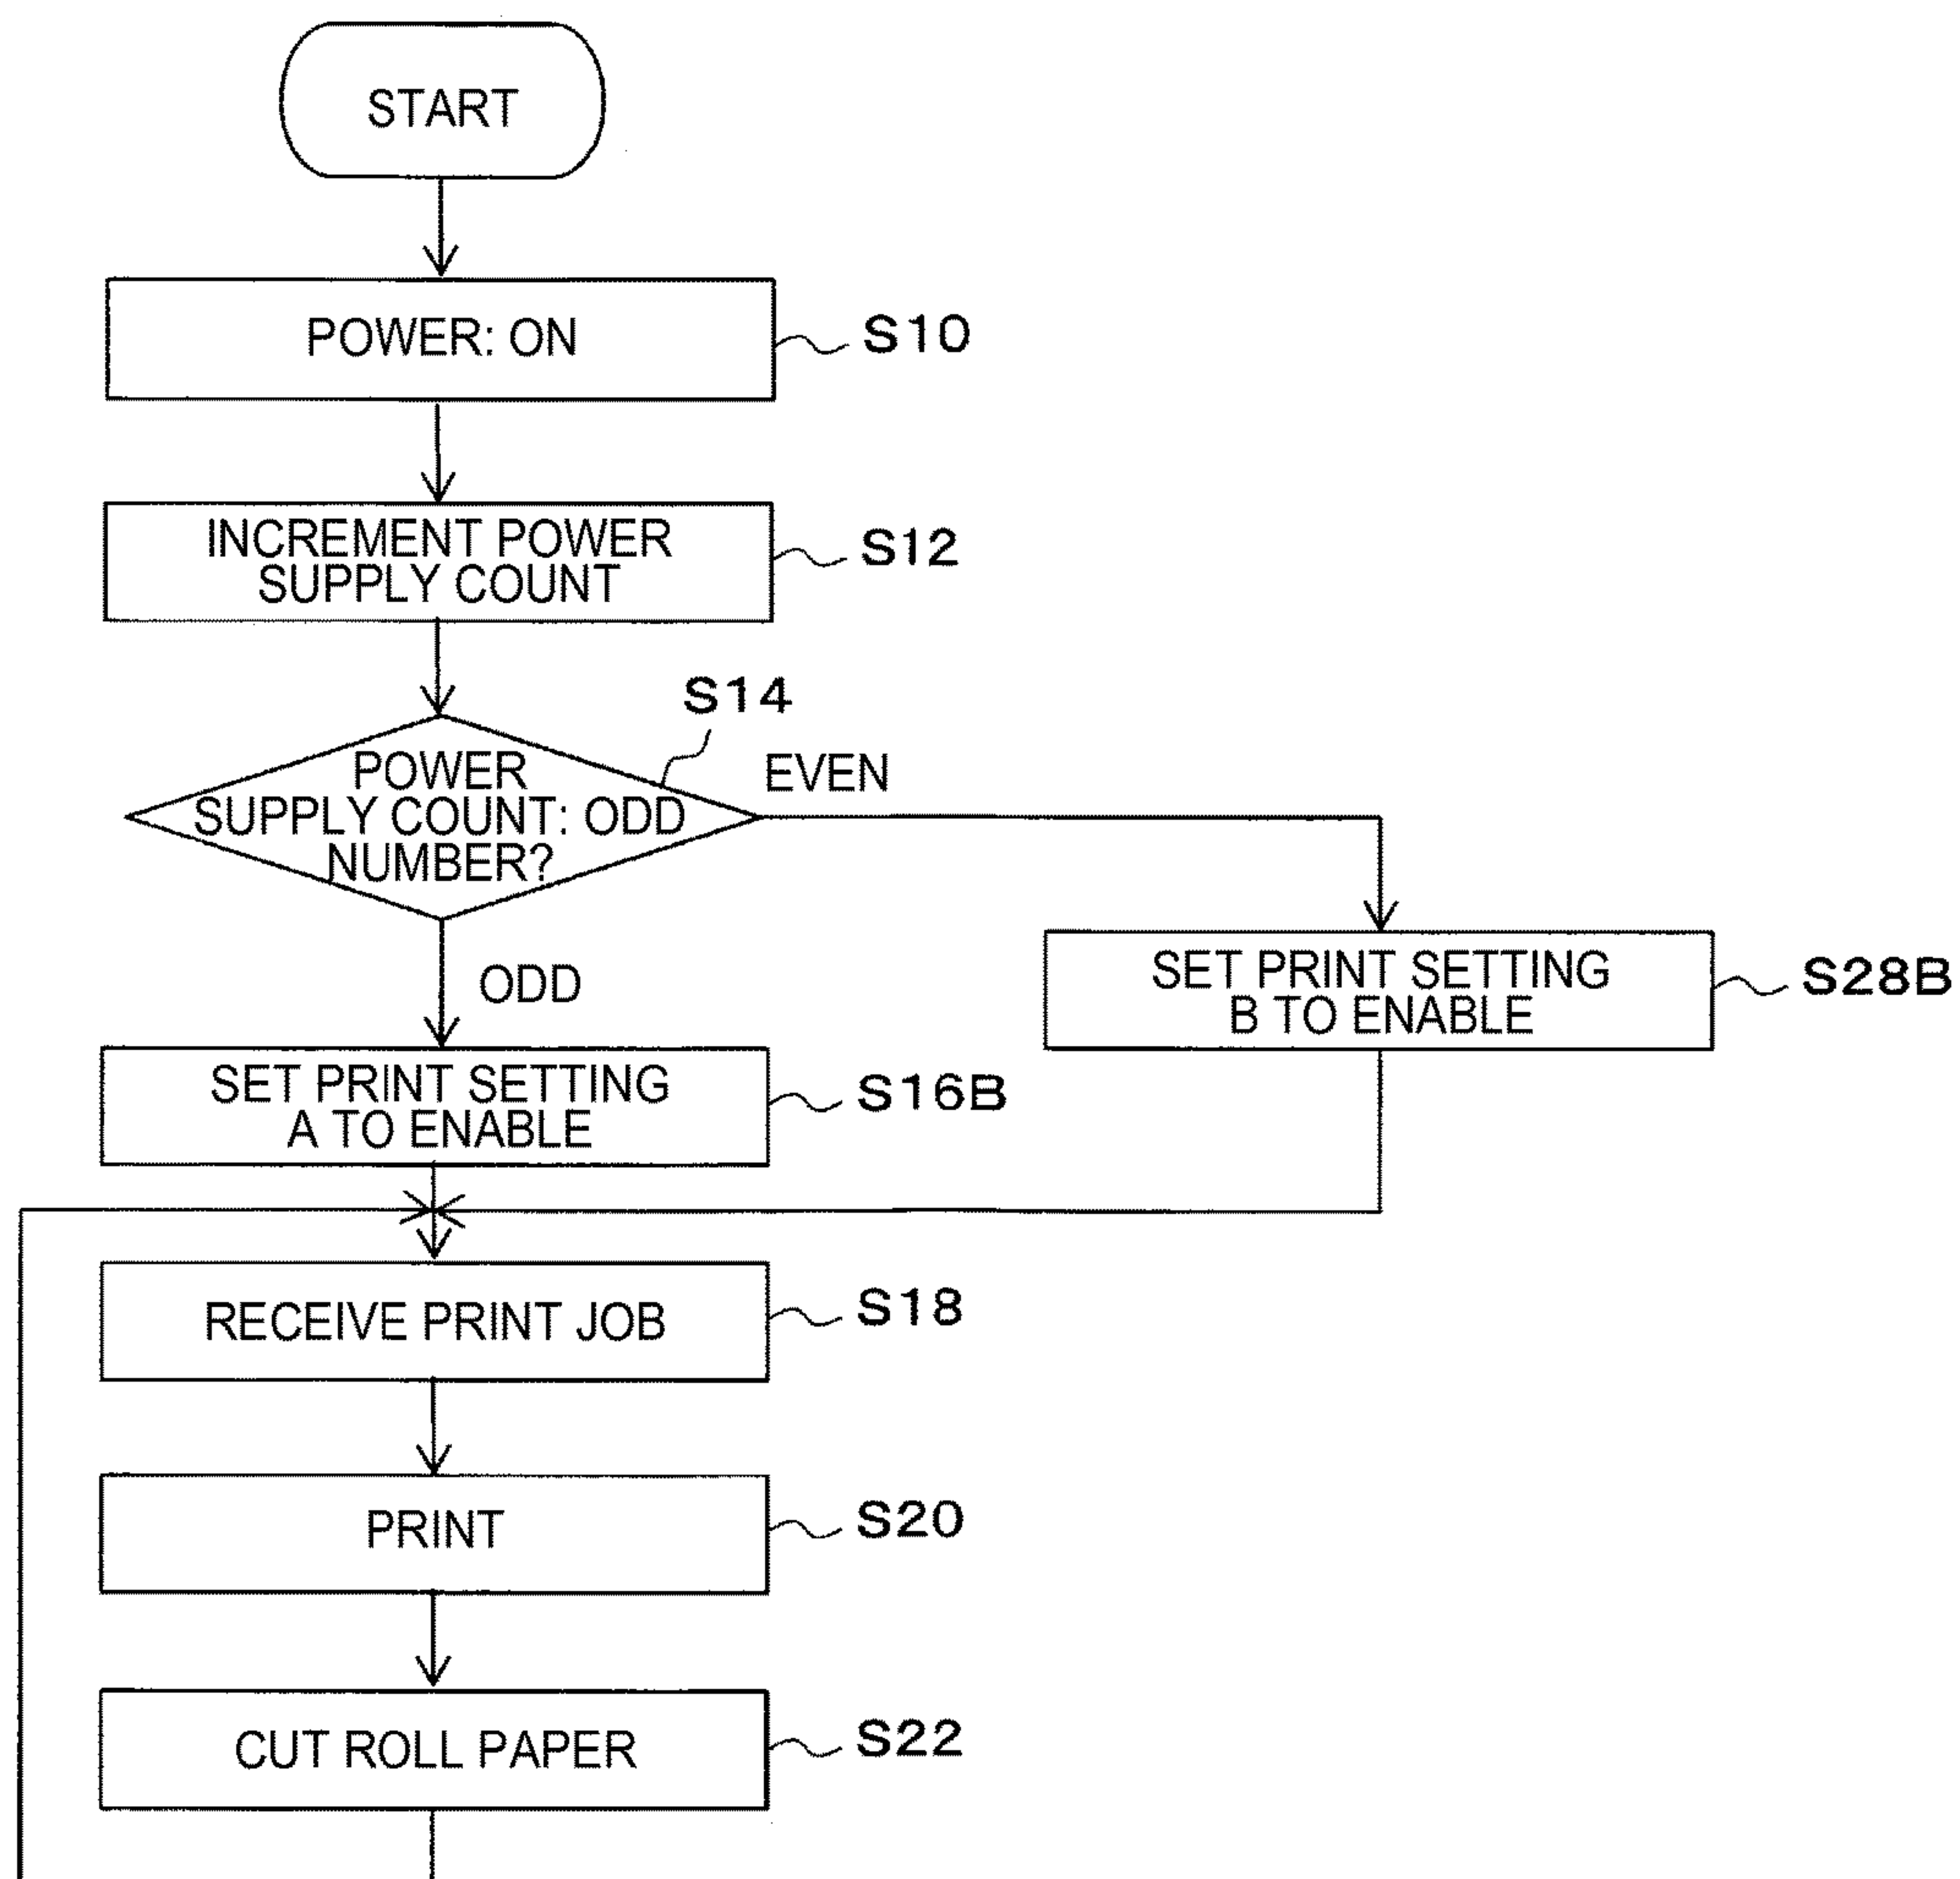 START
POWER: ON
S10
INCREMENT POWER
SUPPLY COUNT
S12
S14
POWER
SUPPLY COUNT: ODD
NUMBER?
EVEN
ODD
SET PRINT SETTING
B TO ENABLE
S28B
SET PRINT SETTING
A TO ENABLE
S16B
RECEIVE PRINT JOB
S18
PRINT
S20
CUT ROLL PAPER
S22